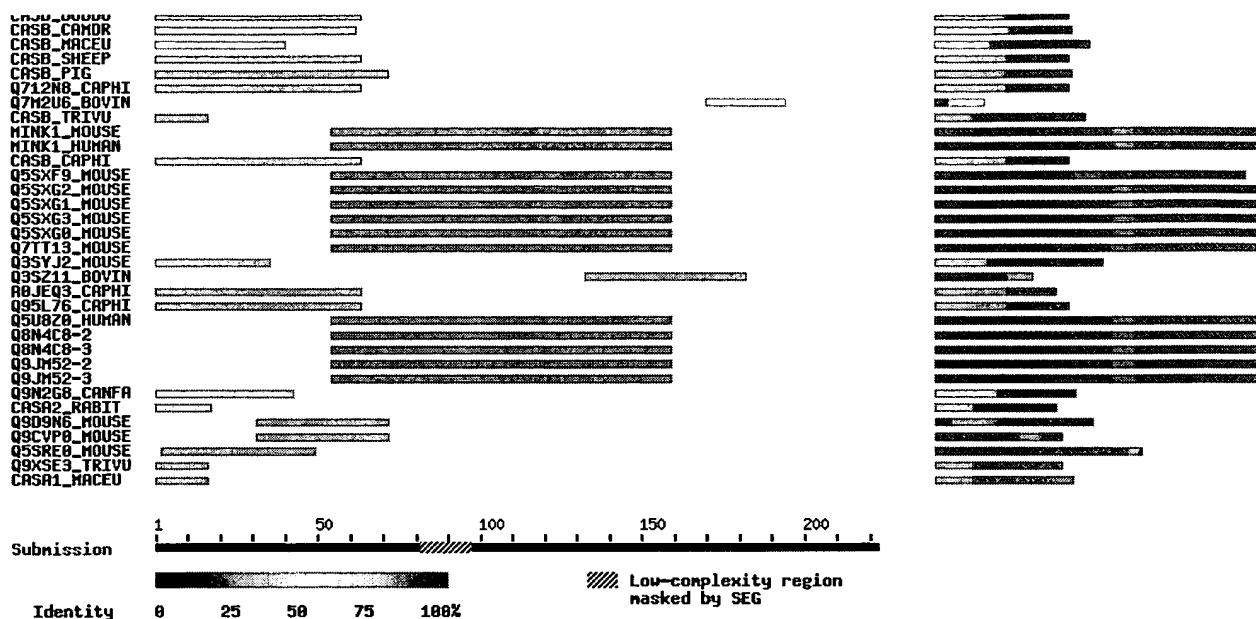 CASB_CAMDR
CASB_MACEU
CASB_SHEEP
CASB_PIG
Q712N8_CAPHI
Q7M2U6_BOVIN
CASB_TRIVU
MINK1_MOUSE
MINK1_HUMAN
CASB_CAPHI
Q5SXF9_MOUSE
Q5SXG2_MOUSE
Q5SXG1_MOUSE
Q5SXG3_MOUSE
Q5SXG0_MOUSE
Q7TT13_MOUSE
Q3SYJ2_MOUSE
Q3SZ11_BOVIN
A0JEQ3_CAPHI
Q95L76_CAPHI
Q5U8Z0_HUMAN
Q8N4C8-2
Q8N4C8-3
Q9JM52-2
Q9JM52-3
Q9N2G8_CANFA
CASA2_RABIT
Q9D9N6_MOUSE
Q9CVP0_MOUSE
Q5SRE0_MOUSE
Q9XSE3_TRIVU
CASA1_MACEU
1 50 100 150 200
Submission
Low-complexity region
masked by SEG
Identity 0 25 50 75 100%